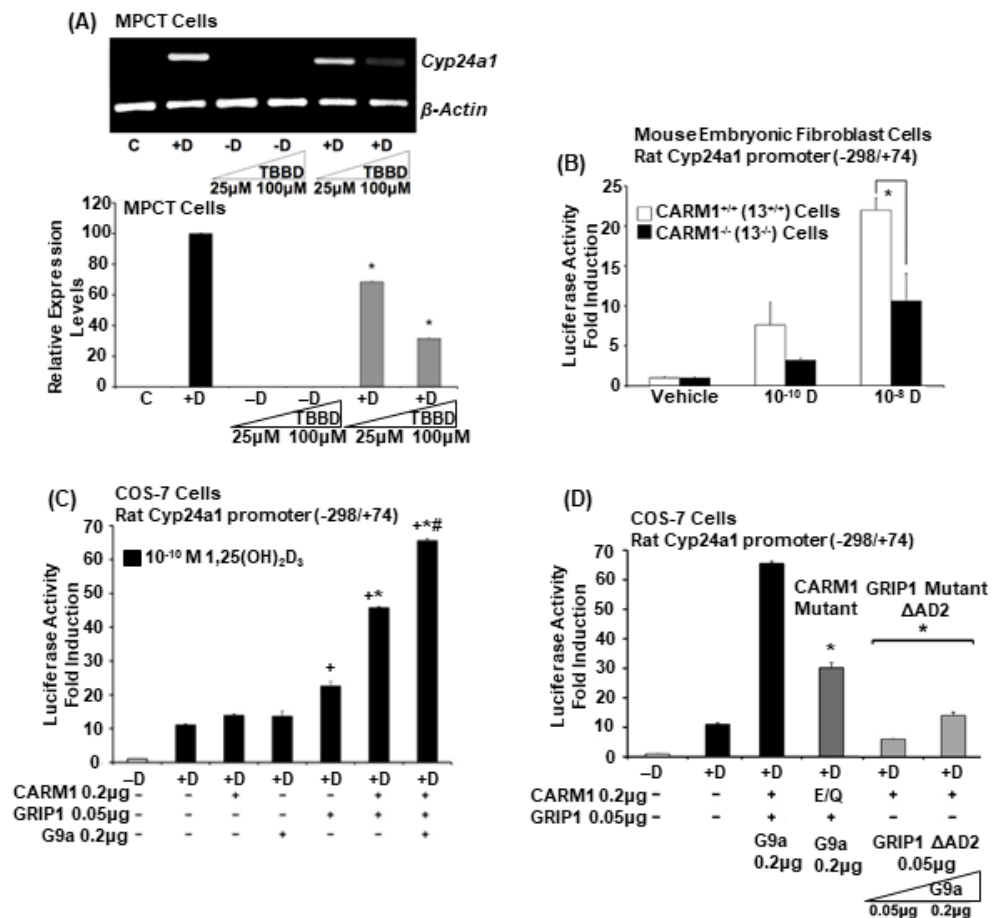 (A)
MPCT Cells
Cyp24a1
β-Actin
C +D -D -D +D +D
TBBD TBBD
25µM 100µM 25µM 100µM
MPCT Cells
Relative Expression
Levels
120
100
80
60
40
20
0
* *
C +D –D –D +D +D
TBBD TBBD
25µM 100µM 25µM 100µM
(B)
Mouse Embryonic Fibroblast Cells
Rat Cyp24a1 promoter (-298/+74)
CARM1+/+ (13+/+) Cells
CARM1-/- (13-/-) Cells
*
Luciferase Activity
Fold Induction
25
20
15
10
5
0
Vehicle 10-10 D 10-8 D
(C)
COS-7 Cells
Rat Cyp24a1 promoter (-298/+74)
10-10 M 1,25(OH)2D3
Luciferase Activity
Fold Induction
70
60
50
40
30
20
10
0
+ +* +*#
–D +D +D +D +D +D +D
CARM1 0.2µg – – + – – + +
GRIP1 0.05µg – – – – + + +
G9a 0.2µg – – – + – – +
(D)
COS-7 Cells
Rat Cyp24a1 promoter (-298/+74)
CARM1
Mutant
GRIP1 Mutant
ΔAD2
* *
Luciferase Activity
Fold Induction
70
60
50
40
30
20
10
0
–D +D +D +D +D +D
CARM1 0.2µg – – + E/Q + +
GRIP1 0.05µg – – + + – –
G9a G9a GRIP1 ΔAD2
0.2µg 0.2µg 0.05µg
G9a
0.05µg 0.2µg